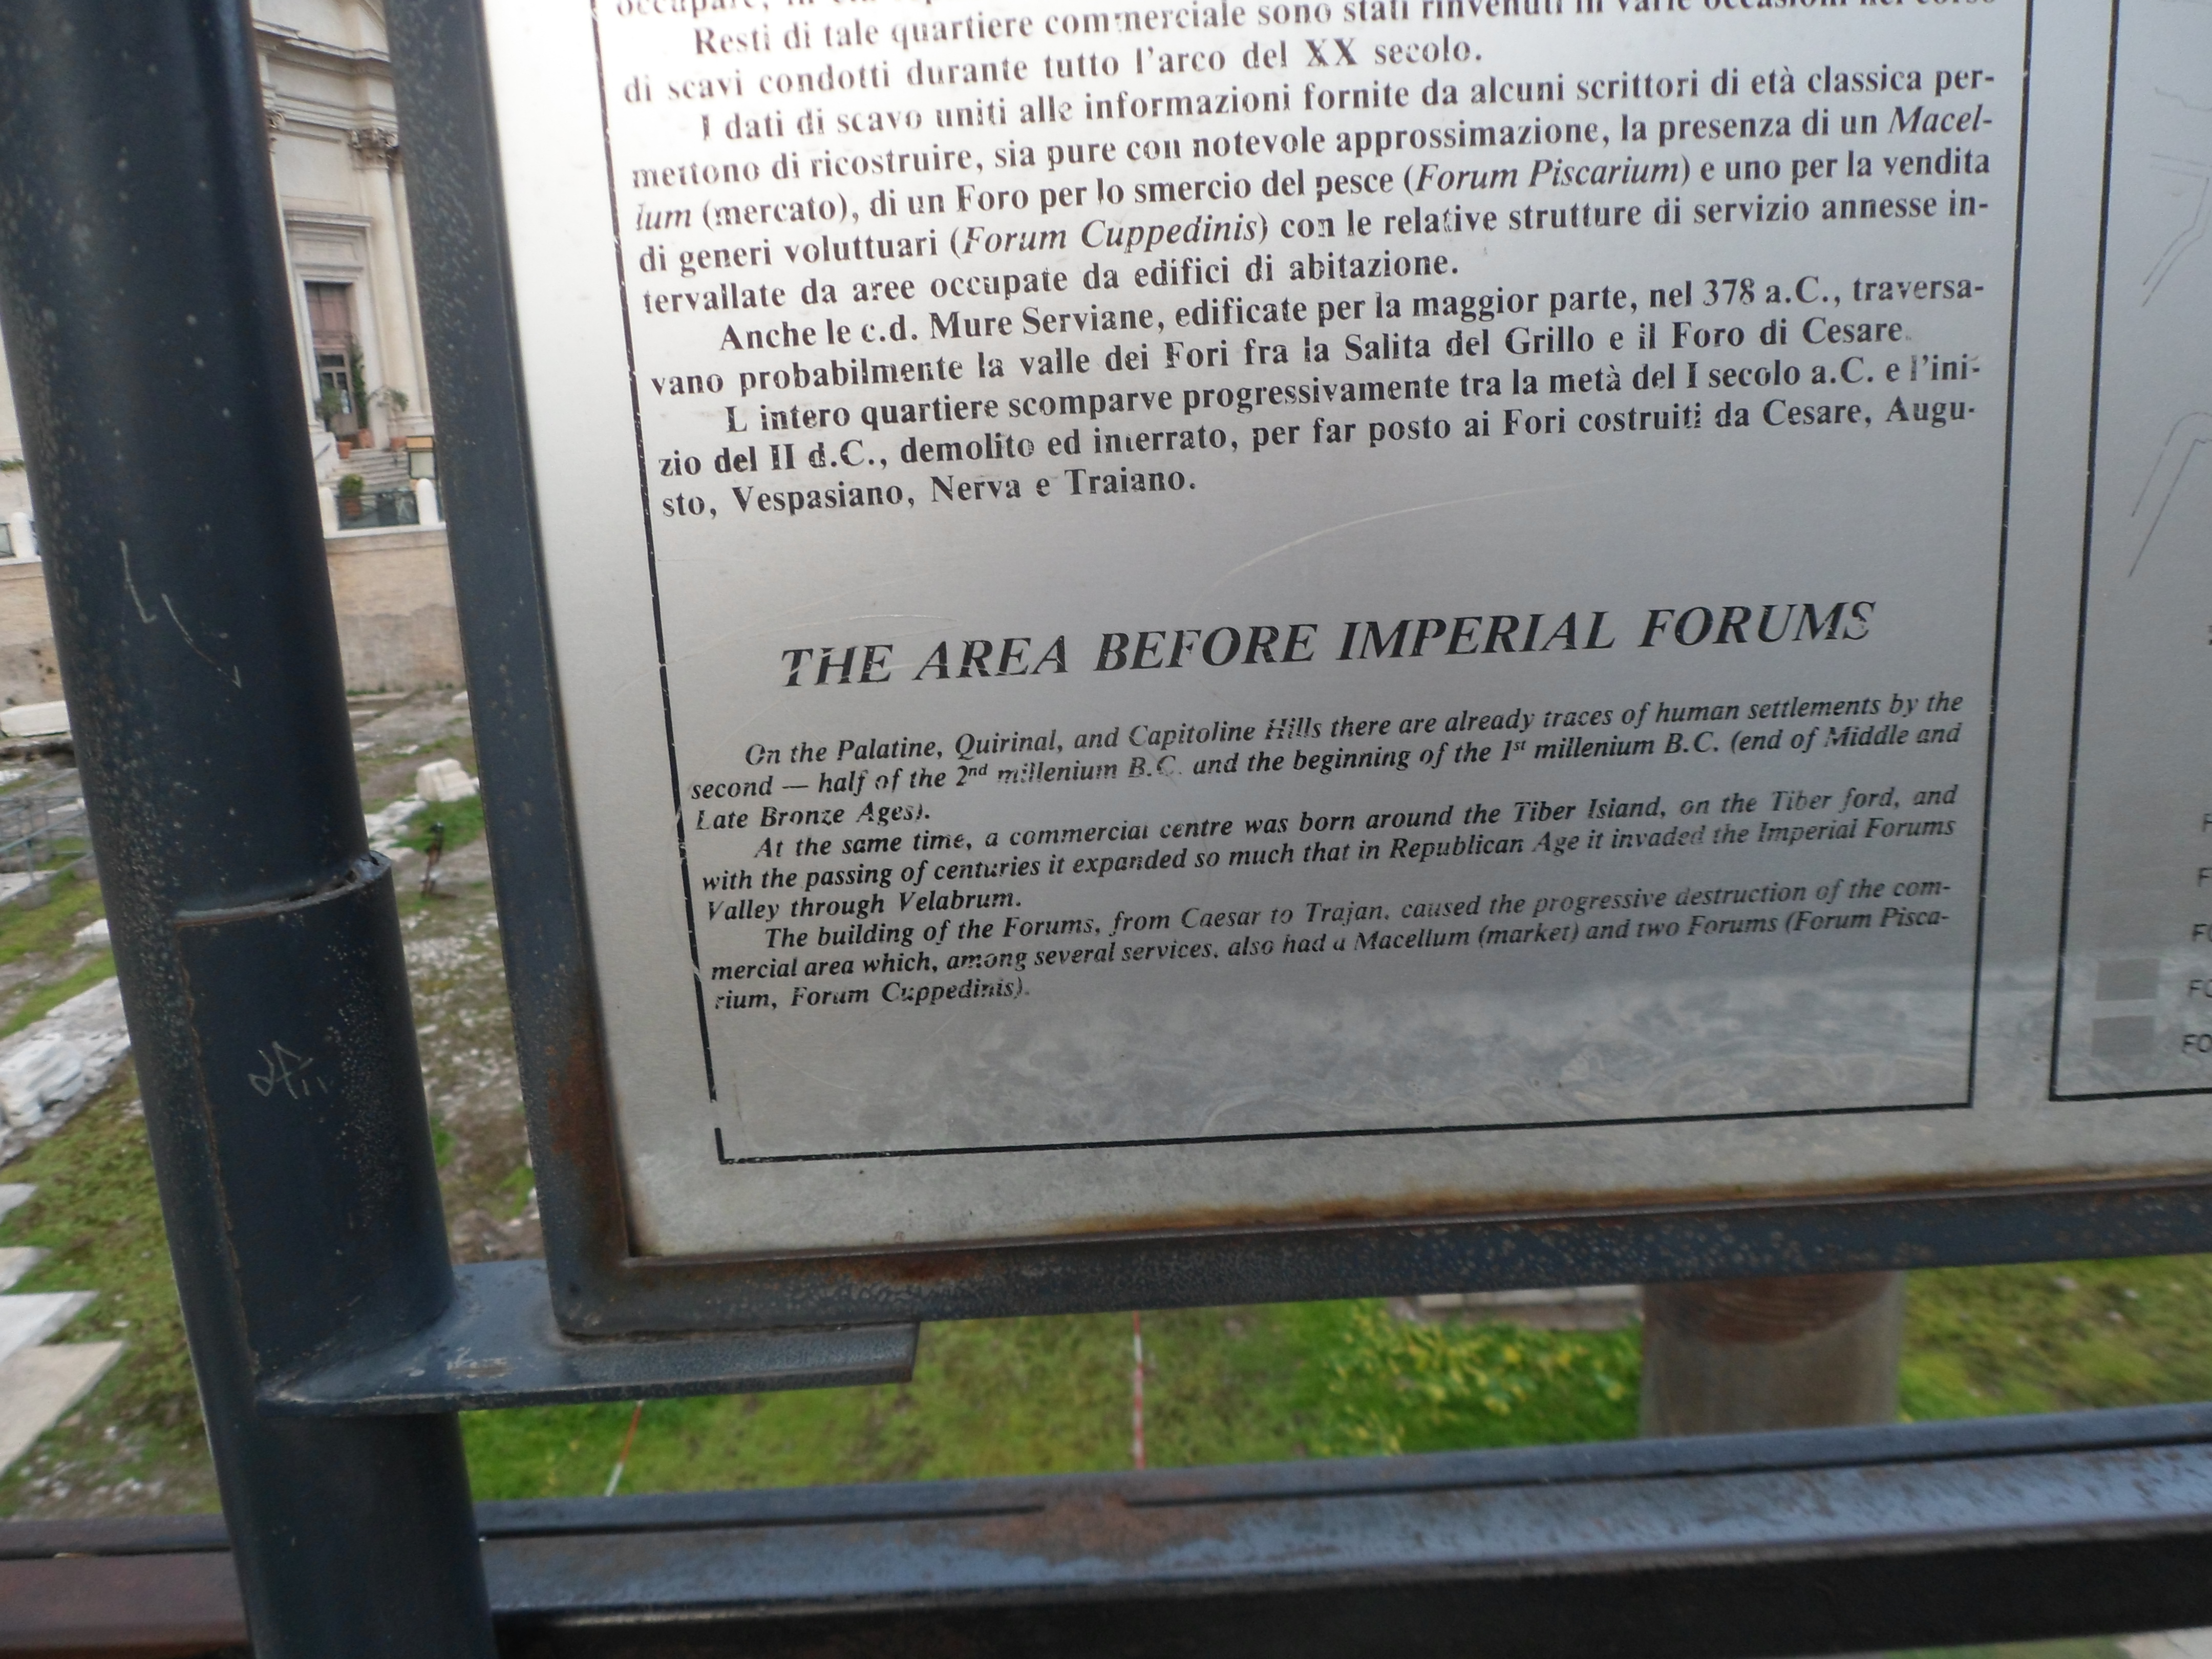 Resti di tale quartiere commerciale sono stati rinvenuti in varie occasioni nel corso
di scavi condotti durante tutto l'arco del XX secolo.
I dati di scavo uniti alle informazioni fornite da alcuni scrittori di età classica per-
mettono di ricostruire, sia pure con notevole approssimazione, la presenza di un Macel-
lum (mercato), di un Foro per lo smercio del pesce (Forum Piscarium) e uno per la vendita
di generi voluttuari (Forum Cuppedinis) con le relative strutture di servizio annesse in-
tervallate da aree occupate da edifici di abitazione.
Anche le c.d. Mure Serviane, edificate per la maggior parte, nel 378 a.C., traversa-
vano probabilmente la valle dei Fori fra la Salita del Grillo e il Foro di Cesare.
L intero quartiere scomparve progressivamente tra la metà del I secolo a.C. e l'ini-
zio del II d.C., demolito ed interrato, per far posto ai Fori costruiti da Cesare, Augu-
sto, Vespasiano, Nerva e Traiano.
THE AREA BEFORE IMPERIAL FORUMS
On the Palatine, Quirinal, and Capitoline Hills there are already traces of human settlements by the
second — half of the 2nd millenium B.C. and the beginning of the 1st millenium B.C. (end of Middle and
Late Bronze Ages).
At the same time, a commercial centre was born around the Tiber Island, on the Tiber ford, and
with the passing of centuries it expanded so much that in Republican Age it invaded the Imperial Forums
Valley through Velabrum.
The building of the Forums, from Caesar to Trajan, caused the progressive destruction of the com-
mercial area which, among several services, also had a Macellum (market) and two Forums (Forum Pisca-
rium, Forum Cuppedinis).